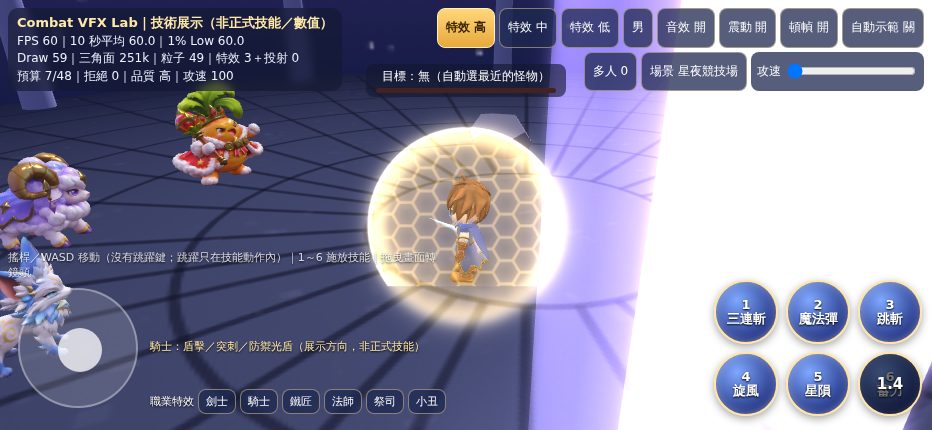 Combat VFX Lab｜技術展示（非正式技能／數值）
FPS 60｜10 秒平均 60.0｜1% Low 60.0
Draw 59｜三角面 251k｜粒子 49｜特效 3＋投射 0
預算 7/48｜拒絕 0｜品質 高｜攻速 100
特效 高
特效 中
特效 低
男
音效 開
震動 開
頓幀 開
自動示範 關
目標：無（自動選最近的怪物）
多人 0
場景 星夜競技場
攻速
搖桿／WASD 移動（沒有跳躍鍵；跳躍只在技能動作內）｜1～6 施放技能｜拖曳畫面轉
鏡頭
騎士：盾擊／突刺／防禦光盾（展示方向，非正式技能）
職業特效
劍士
騎士
鐵匠
法師
祭司
小丑
1
三連斬
2
魔法彈
3
跳斬
4
旋風
5
星隕
6
1.4